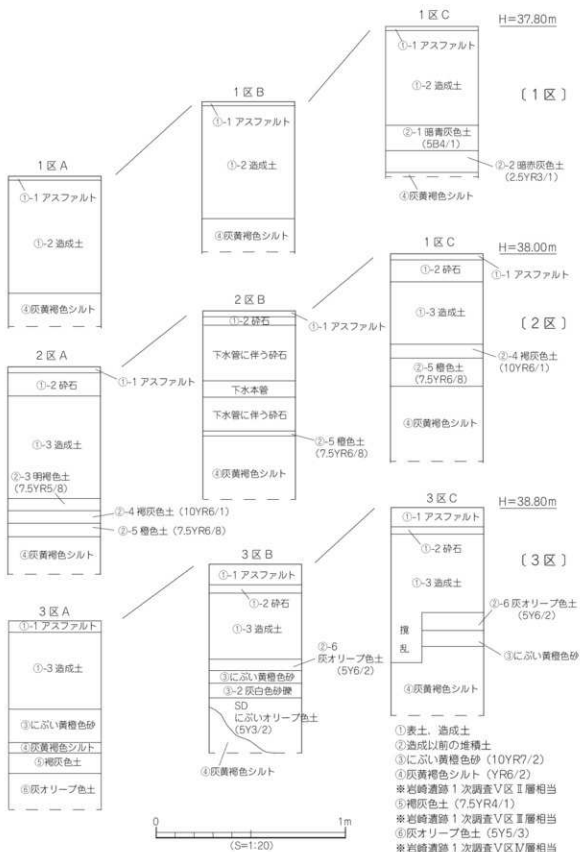 1区C
H=37.80m
①-1 アスファルト
①-2 造成土
〔1区〕
②-1 暗青灰色土
(5B4/1)
②-2 暗赤灰色土
(2.5YR3/1)
④灰黄褐色シルト
1区B
①-1 アスファルト
①-2 造成土
④灰黄褐色シルト
1区A
①-1 アスファルト
①-2 造成土
④灰黄褐色シルト
1区C
H=38.00m
①-1 アスファルト
①-2 砕石
①-3 造成土
〔2区〕
②-4 褐灰色土
(10YR6/1)
②-5 橙色土
(7.5YR6/8)
④灰黄褐色シルト
2区B
①-1 アスファルト
①-2 砕石
下水管に伴う砕石
下水本管
下水管に伴う砕石
②-5 橙色土
(7.5YR6/8)
④灰黄褐色シルト
2区A
①-1 アスファルト
①-2 砕石
①-3 造成土
②-3 明褐色土
(7.5YR5/8)
②-4 褐灰色土 (10YR6/1)
②-5 橙色土 (7.5YR6/8)
④灰黄褐色シルト
3区C
H=38.80m
①-1 アスファルト
①-2 砕石
①-3 造成土
〔3区〕
②-6 灰オリーブ色土
(5Y6/2)
撹乱
③にぶい黄橙色砂
④灰黄褐色シルト
3区B
①-1 アスファルト
①-2 砕石
①-3 造成土
②-6
灰オリーブ色土
(5Y6/2)
③にぶい黄橙色砂
③-2 灰白色砂礫
SD
にぶいオリーブ色土
(5Y3/2)
④灰黄褐色シルト
3区A
①-1 アスファルト
①-3 造成土
③にぶい黄橙色砂
④灰黄褐色シルト
⑤褐灰色土
⑥灰オリーブ色土
①表土、造成土
②造成以前の堆積土
③にぶい黄橙色砂 (10YR7/2)
④灰黄褐色シルト (YR6/2)
※岩崎遺跡1次調査Ⅴ区Ⅱ層相当
⑤褐灰色土 (7.5YR4/1)
※岩崎遺跡1次調査Ⅴ区Ⅲ層相当
⑥灰オリーブ色土 (5Y5/3)
※岩崎遺跡1次調査Ⅴ区Ⅳ層相当
0 1m
(S=1:20)